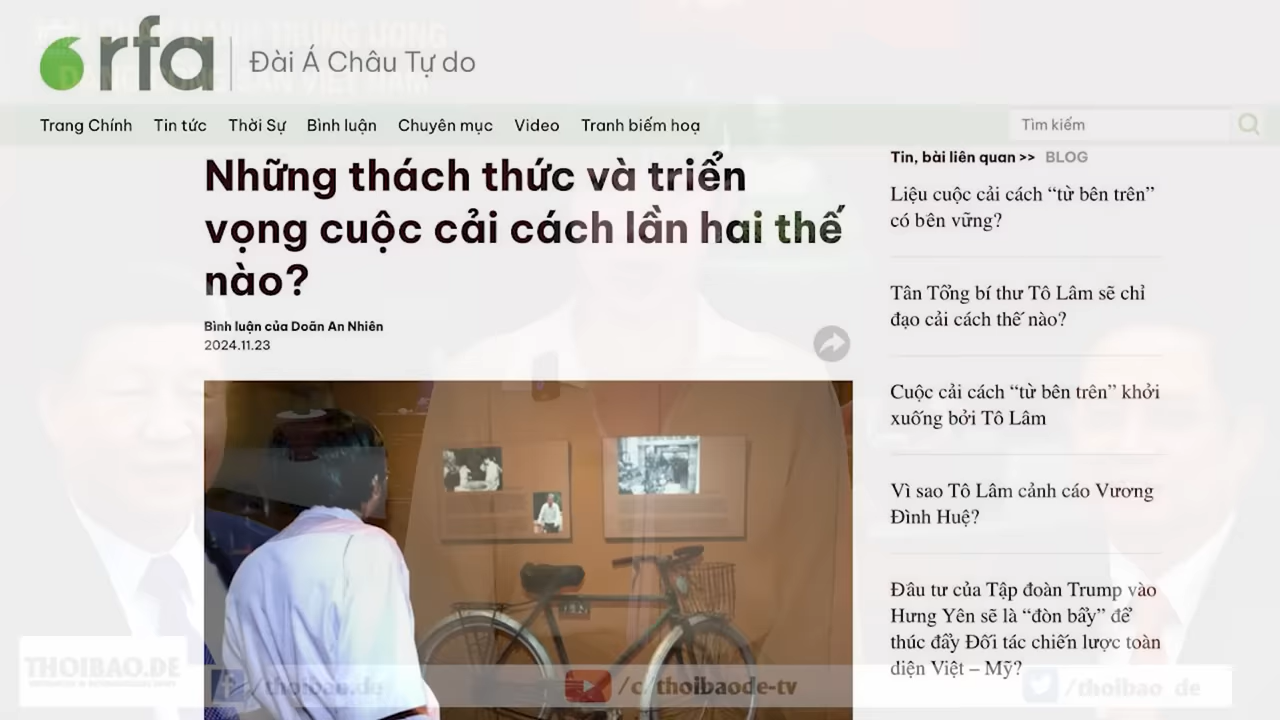 rfa
Đài Á Châu Tự do
Trang Chính
Tin tức
Thời Sự
Bình luận
Chuyên mục
Video
Tranh biếm hoạ
Tìm kiếm
Những thách thức và triển
vọng cuộc cải cách lần hai thế
nào?
Bình luận của Doãn An Nhiên
2024.11.23
Tin, bài liên quan >> BLOG
Liệu cuộc cải cách “từ bên trên”
có bên vững?
Tân Tổng bí thư Tô Lâm sẽ chỉ
đạo cải cách thế nào?
Cuộc cải cách “từ bên trên” khởi
xuống bởi Tô Lâm
Vì sao Tô Lâm cảnh cáo Vương
Đình Huệ?
Đầu tư của Tập đoàn Trump vào
Hưng Yên sẽ là “đòn bẩy” để
thúc đẩy Đối tác chiến lược toàn
diện Việt – Mỹ?
THOIBAO.DE
/thoibao.de
/c/thoibaode-tv
/thoibao_de